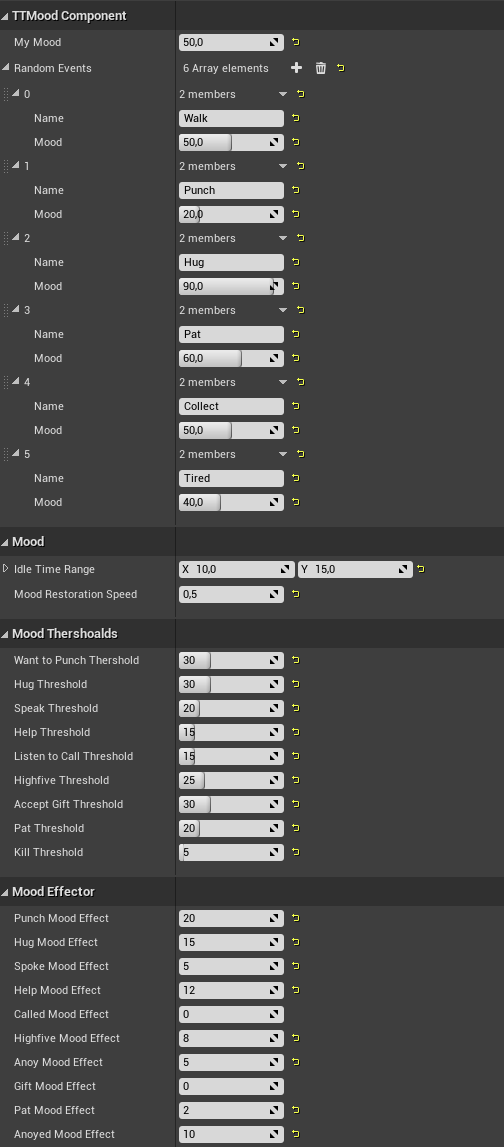 TTMood Component
My Mood 50,0
Random Events 6 Array elements
0 2 members
Name Walk
Mood 50,0
1 2 members
Name Punch
Mood 20,0
2 2 members
Name Hug
Mood 90,0
3 2 members
Name Pat
Mood 60,0
4 2 members
Name Collect
Mood 50,0
5 2 members
Name Tired
Mood 40,0
Mood
Idle Time Range X 10,0 Y 15,0
Mood Restoration Speed 0,5
Mood Thershoalds
Want to Punch Thershold 30
Hug Threshold 30
Speak Threshold 20
Help Threshold 15
Listen to Call Threshold 15
Highfive Threshold 25
Accept Gift Threshold 30
Pat Threshold 20
Kill Threshold 5
Mood Effector
Punch Mood Effect 20
Hug Mood Effect 15
Spoke Mood Effect 5
Help Mood Effect 12
Called Mood Effect 0
Highfive Mood Effect 8
Anoy Mood Effect 5
Gift Mood Effect 0
Pat Mood Effect 2
Anoyed Mood Effect 10